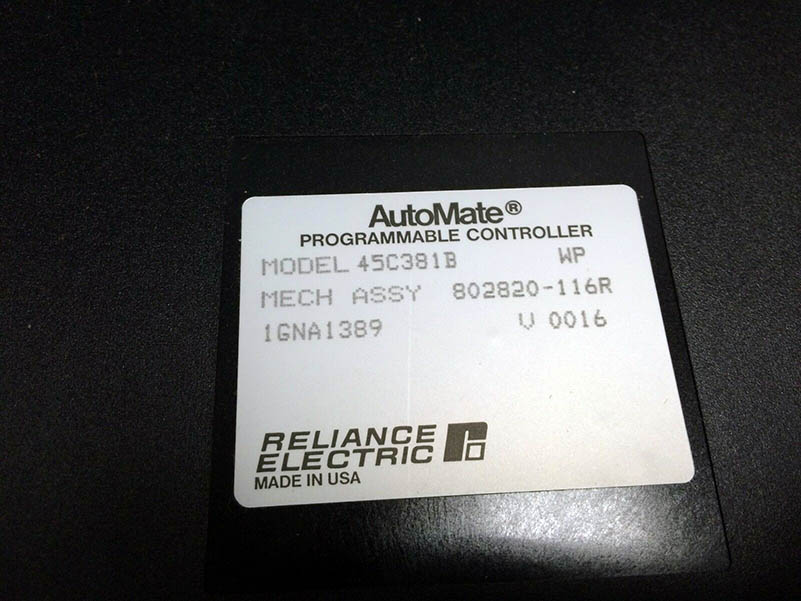 AutoMate®
PROGRAMMABLE CONTROLLER
MODEL 45C381B WP
MECH ASSY 802820-116R
1GNA1389 V 0016
RELIANCE
ELECTRIC
MADE IN USA